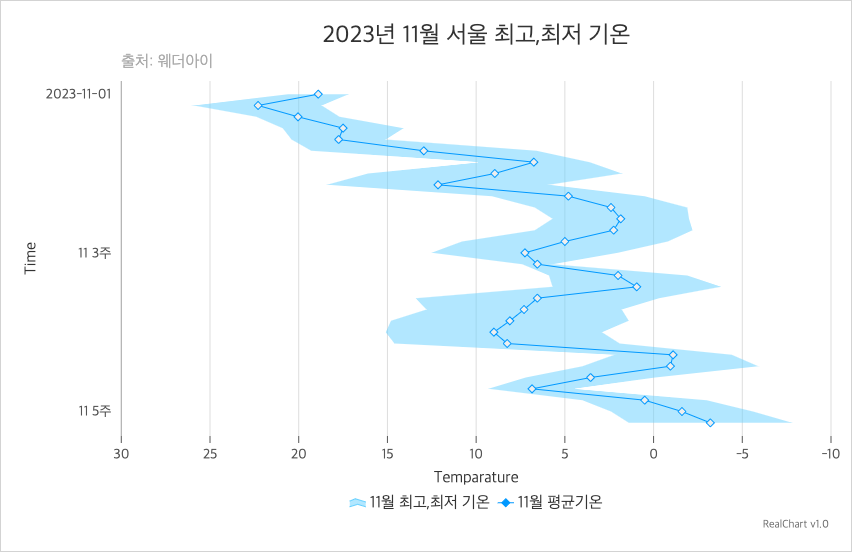 2023년 11월 서울 최고,최저 기온
출처: 웨더아이
2023-11-01
Time
11 3주
11 5주
30 25 20 15 10 5 0 -5 -10
Temparature
11월 최고,최저 기온 11월 평균기온
RealChart v1.0